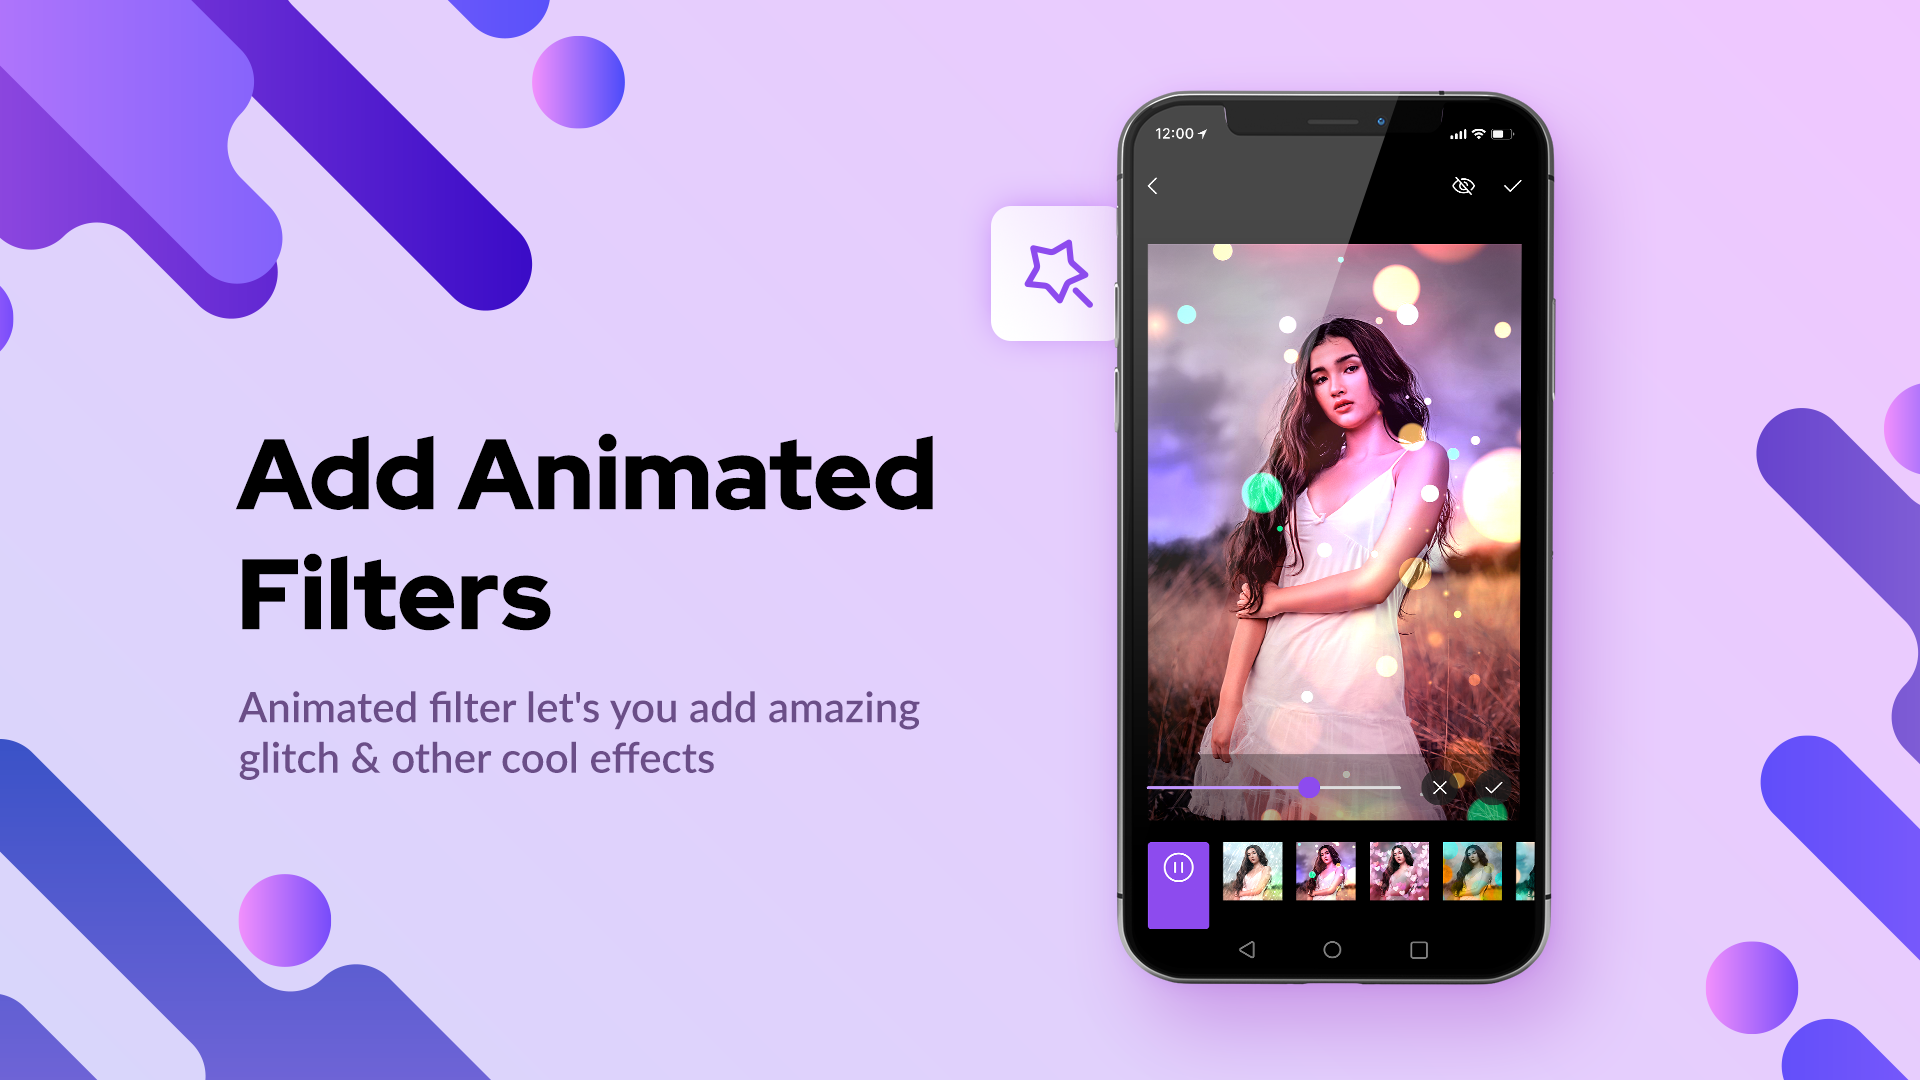 12:00
Add Animated
Filters
Animated filter let's you add amazing
glitch & other cool effects